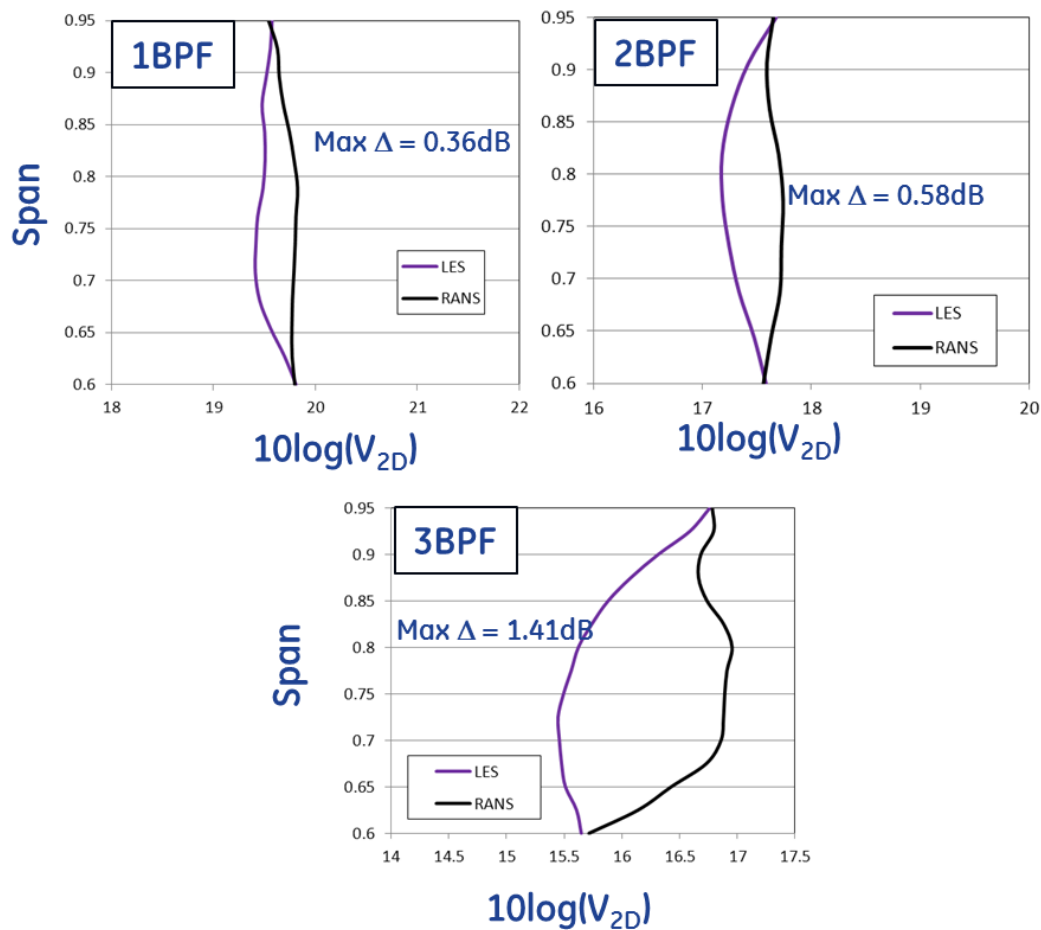 1BPF
Span
0.95
0.9
0.85
0.8
0.75
0.7
0.65
0.6
Max Δ = 0.36dB
LES
RANS
18 19 20 21 22
10log(V2D)
2BPF
0.95
0.9
0.85
0.8
0.75
0.7
0.65
0.6
Max Δ = 0.58dB
LES
RANS
16 17 18 19 20
10log(V2D)
3BPF
Span
0.95
0.9
0.85
0.8
0.75
0.7
0.65
0.6
Max Δ = 1.41dB
LES
RANS
14 14.5 15 15.5 16 16.5 17 17.5
10log(V2D)